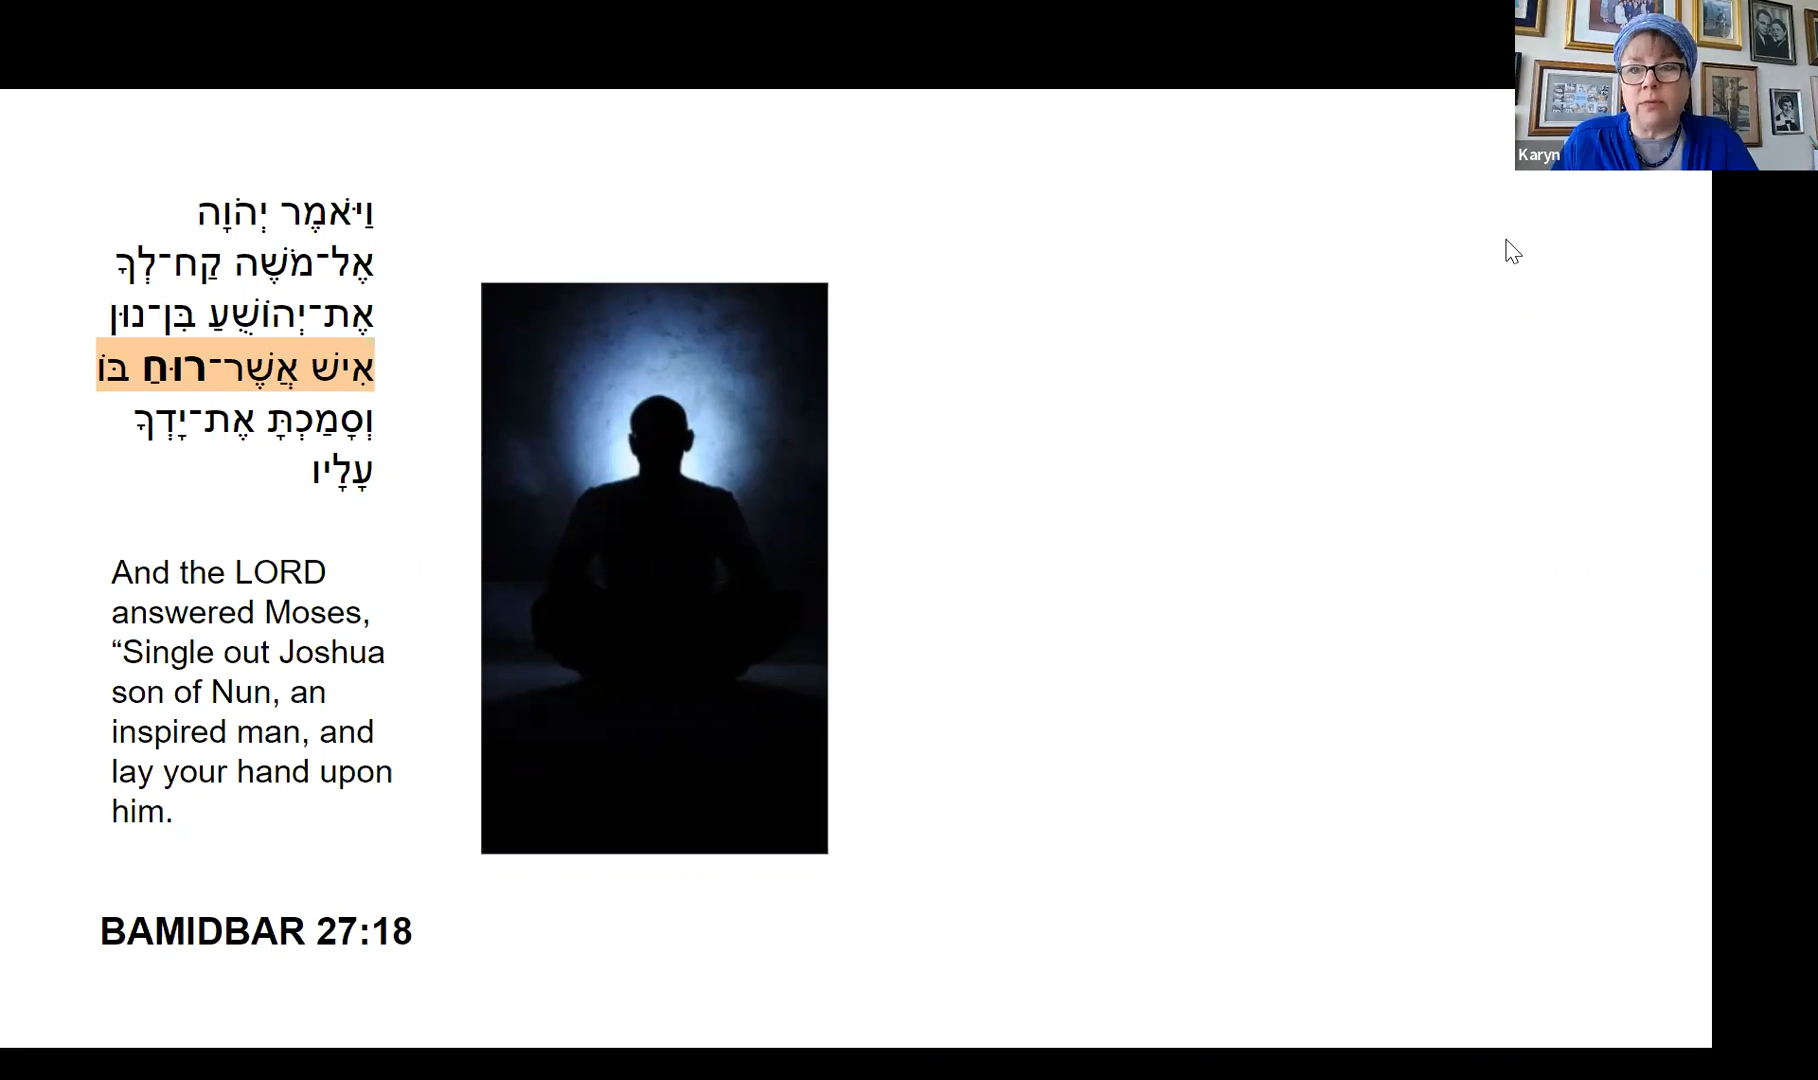 וַיֹּאמֶר יְהֹוָה
אֶל־מֹשֶׁה קַח־לְךָ
אֶת־יְהוֹשֻׁעַ בִּן־נוּן
אִישׁ אֲשֶׁר־רוּחַ בּוֹ
וְסָמַכְתָּ אֶת־יָדְךָ
עָלָיו
And the LORD
answered Moses,
“Single out Joshua
son of Nun, an
inspired man, and
lay your hand upon
him.
BAMIDBAR 27:18
Karyn